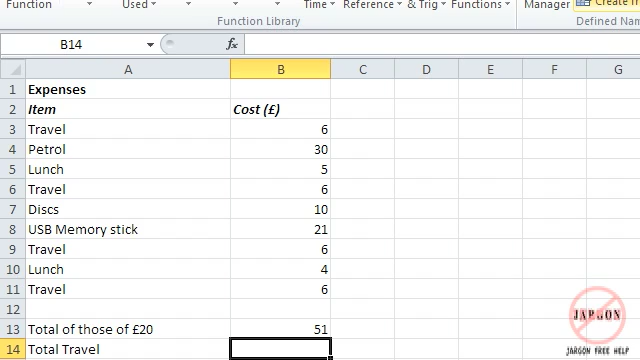 Function Used Time Reference & Trig Functions Manager Create fr
Function Library Defined Nam
B14 fx
A B C D E F G
1 Expenses
2 Item Cost (£)
3 Travel 6
4 Petrol 30
5 Lunch 5
6 Travel 6
7 Discs 10
8 USB Memory stick 21
9 Travel 6
10 Lunch 4
11 Travel 6
12
13 Total of those of £20 51
14 Total Travel
JARGON
JARGON FREE HELP